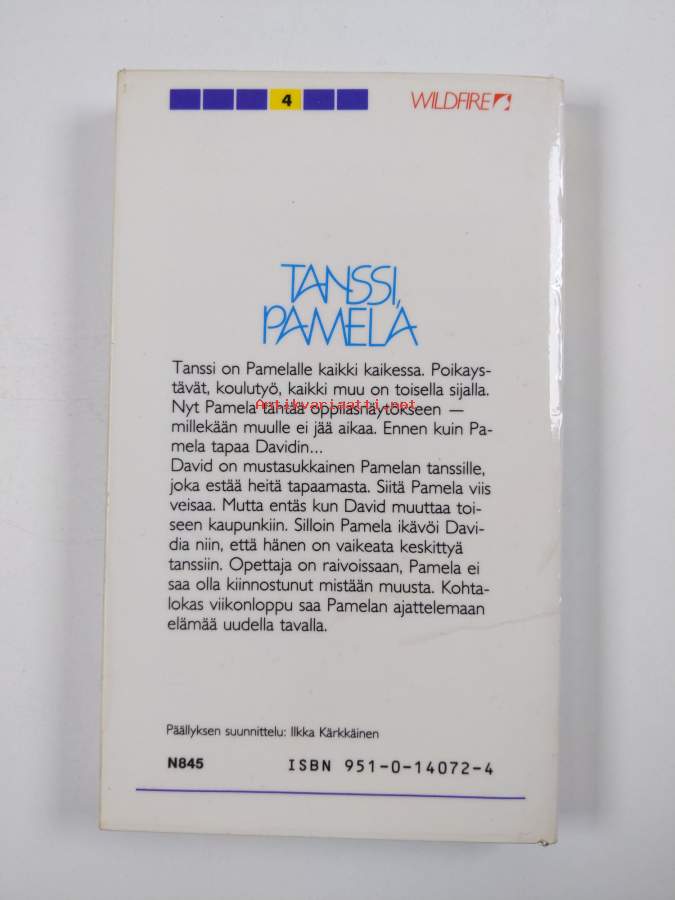 4
WILDFIRE
TANSSI,
PAMELA
Tanssi on Pamelalle kaikki kaikessa. Poikays-
tävät, koulutyö, kaikki muu on toisella sijalla.
Nyt Pamela tähtää oppilasnäytökseen —
Antikvariaatti.net
millekään muulle ei jää aikaa. Ennen kuin Pa-
mela tapaa Davidin...
David on mustasukkainen Pamelan tanssille,
joka estää heitä tapaamasta. Siitä Pamela viis
veisaa. Mutta entäs kun David muuttaa toi-
seen kaupunkiin. Silloin Pamela ikävöi Davi-
dia niin, että hänen on vaikeata keskittyä
tanssiin. Opettaja on raivoissaan, Pamela ei
saa olla kiinnostunut mistään muusta. Kohta-
lokas viikonloppu saa Pamelan ajattelemaan
elämää uudella tavalla.
Päällyksen suunnittelu: Ilkka Kärkkäinen
N845
ISBN 951-0-14072-4